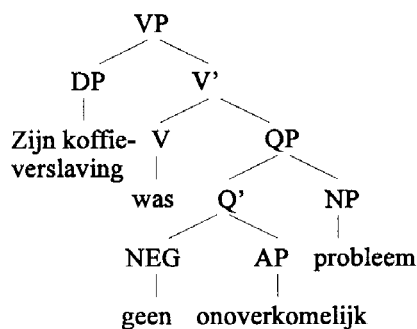 VP
DP V’
Zijn koffie- V QP
verslaving
was Q’ NP
NEG AP probleem
geen onoverkomelijk